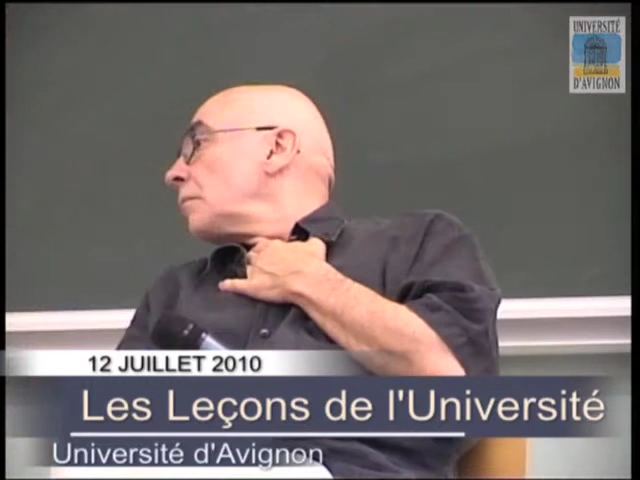 UNIVERSITÉ
D'AVIGNON
12 JUILLET 2010
Les Leçons de l'Université
Université d'Avignon